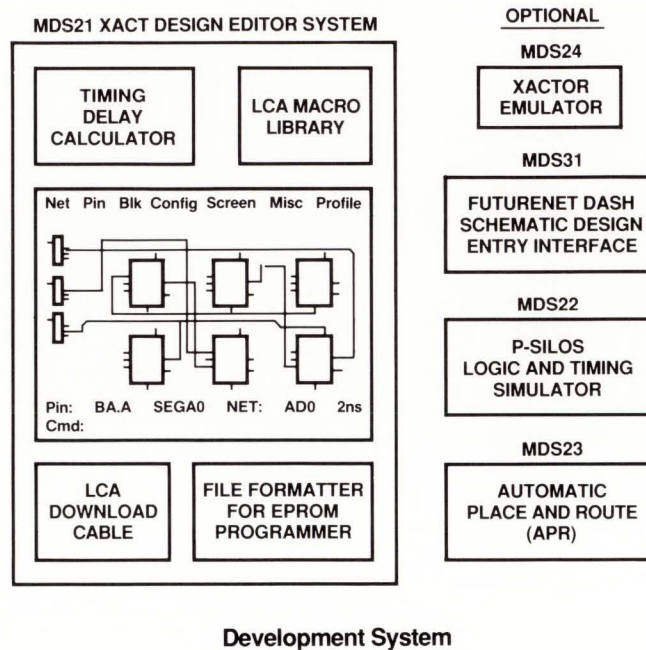 MDS21 XACT DESIGN EDITOR SYSTEM
TIMING
DELAY
CALCULATOR
LCA MACRO
LIBRARY
Net Pin Blk Config Screen Misc Profile
Pin: BA.A SEGA0 NET: AD0 2ns
Cmd:
LCA
DOWNLOAD
CABLE
FILE FORMATTER
FOR EPROM
PROGRAMMER
OPTIONAL
MDS24
XACTOR
EMULATOR
MDS31
FUTURENET DASH
SCHEMATIC DESIGN
ENTRY INTERFACE
MDS22
P-SILOS
LOGIC AND TIMING
SIMULATOR
MDS23
AUTOMATIC
PLACE AND ROUTE
(APR)
Development System